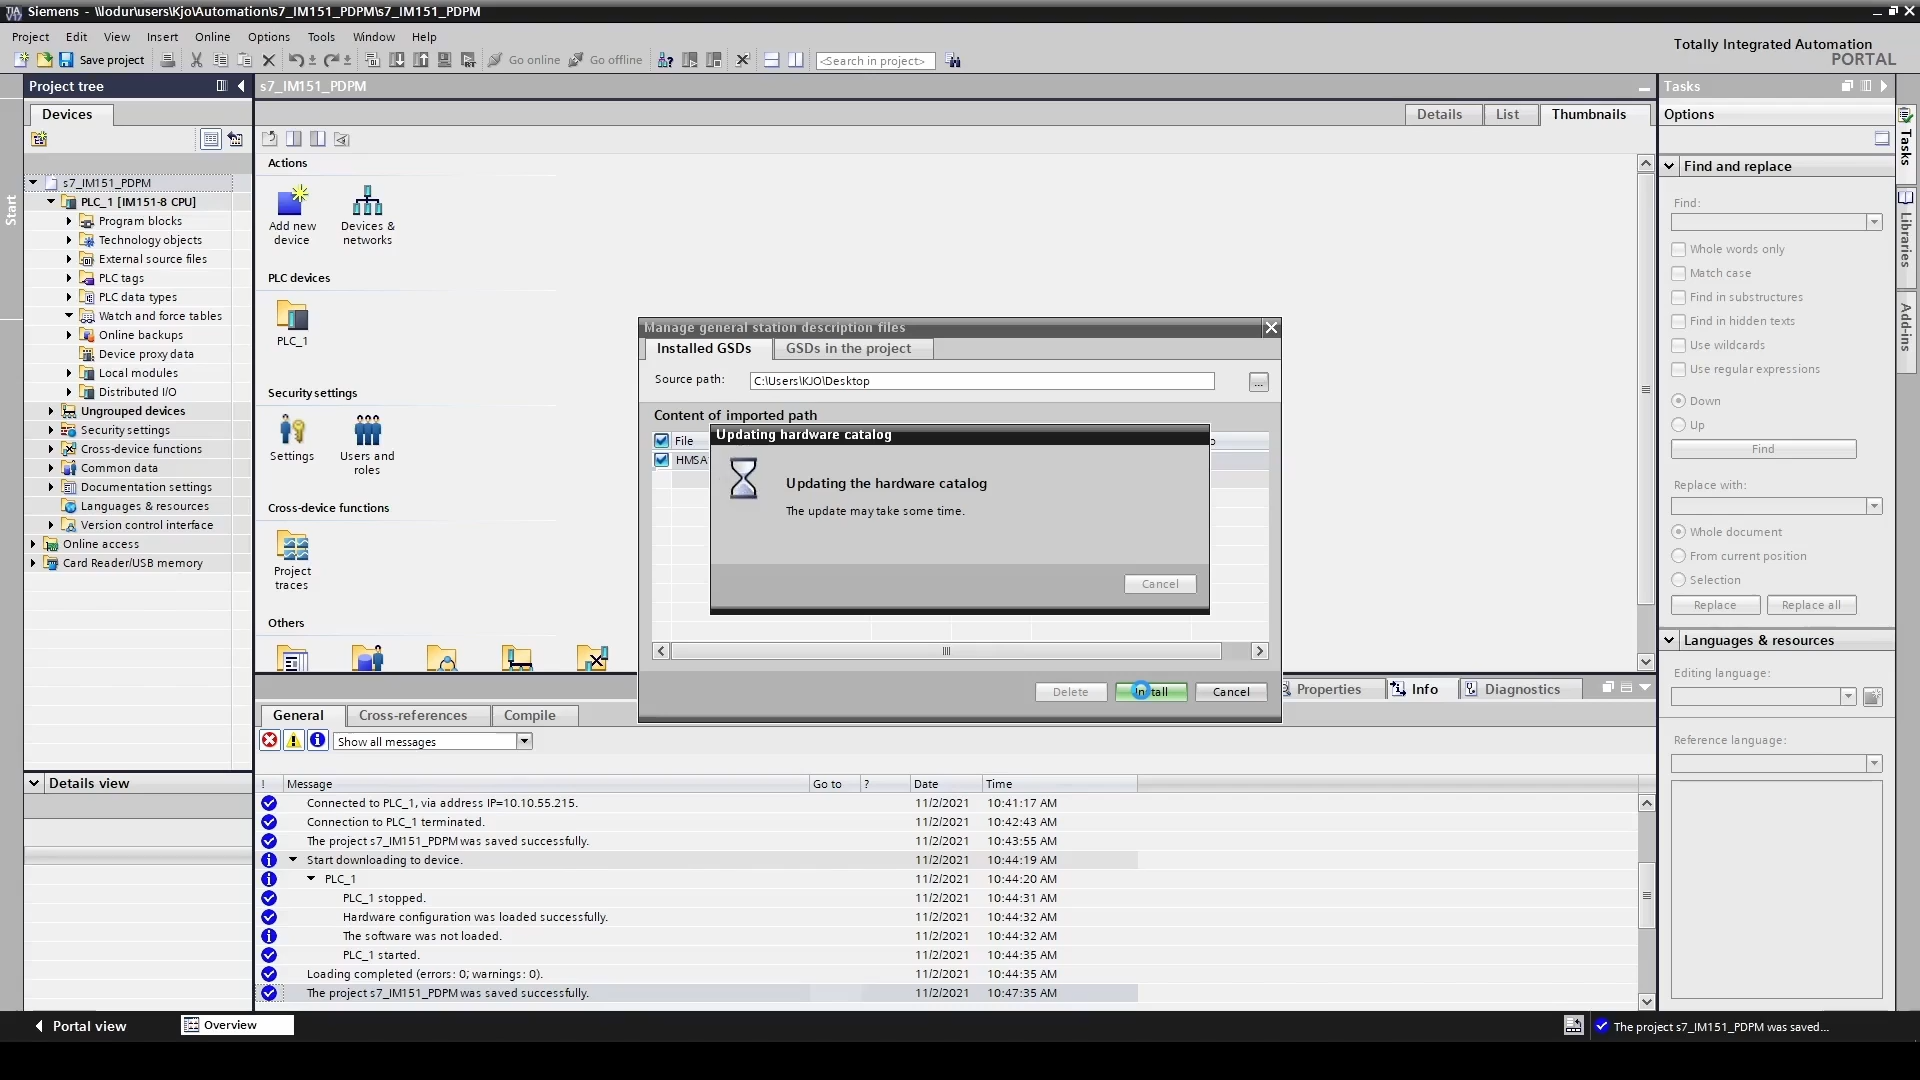 Siemens - \\lodur\users\Kjo\Automation\s7_IM151_PDPM\s7_IM151_PDPM
Project Edit View Insert Online Options Tools Window Help
Totally Integrated Automation
PORTAL
Save project
Go online
Go offline
<Search in project>
Project tree
s7_IM151_PDPM
Tasks
Devices
Details
List
Thumbnails
Options
Start
s7_IM151_PDPM
PLC_1 [IM151-8 CPU]
Program blocks
Technology objects
External source files
PLC tags
PLC data types
Watch and force tables
Online backups
Device proxy data
Local modules
Distributed I/O
Ungrouped devices
Security settings
Cross-device functions
Common data
Documentation settings
Languages & resources
Version control interface
Online access
Card Reader/USB memory
Details view
Actions
Add new device
Devices & networks
PLC devices
PLC_1
Security settings
Settings
Users and roles
Cross-device functions
Project traces
Others
Manage general station description files
Installed GSDs
GSDs in the project
Source path:
C:\Users\KJO\Desktop
...
Content of imported path
File
HMSA
Updating hardware catalog
Updating the hardware catalog
The update may take some time.
Cancel
Delete
Install
Cancel
Find and replace
Find:
Whole words only
Match case
Find in substructures
Find in hidden texts
Use wildcards
Use regular expressions
Down
Up
Find
Replace with:
Whole document
From current position
Selection
Replace
Replace all
Languages & resources
Editing language:
Reference language:
Tasks
Libraries
Add-ins
Properties
Info
Diagnostics
General
Cross-references
Compile
Show all messages
! Message Go to ? Date Time
Connected to PLC_1, via address IP=10.10.55.215. 11/2/2021 10:41:17 AM
Connection to PLC_1 terminated. 11/2/2021 10:42:43 AM
The project s7_IM151_PDPM was saved successfully. 11/2/2021 10:43:55 AM
Start downloading to device. 11/2/2021 10:44:19 AM
PLC_1 11/2/2021 10:44:20 AM
PLC_1 stopped. 11/2/2021 10:44:31 AM
Hardware configuration was loaded successfully. 11/2/2021 10:44:32 AM
The software was not loaded. 11/2/2021 10:44:32 AM
PLC_1 started. 11/2/2021 10:44:35 AM
Loading completed (errors: 0; warnings: 0). 11/2/2021 10:44:35 AM
The project s7_IM151_PDPM was saved successfully. 11/2/2021 10:47:35 AM
Portal view
Overview
The project s7_IM151_PDPM was saved...